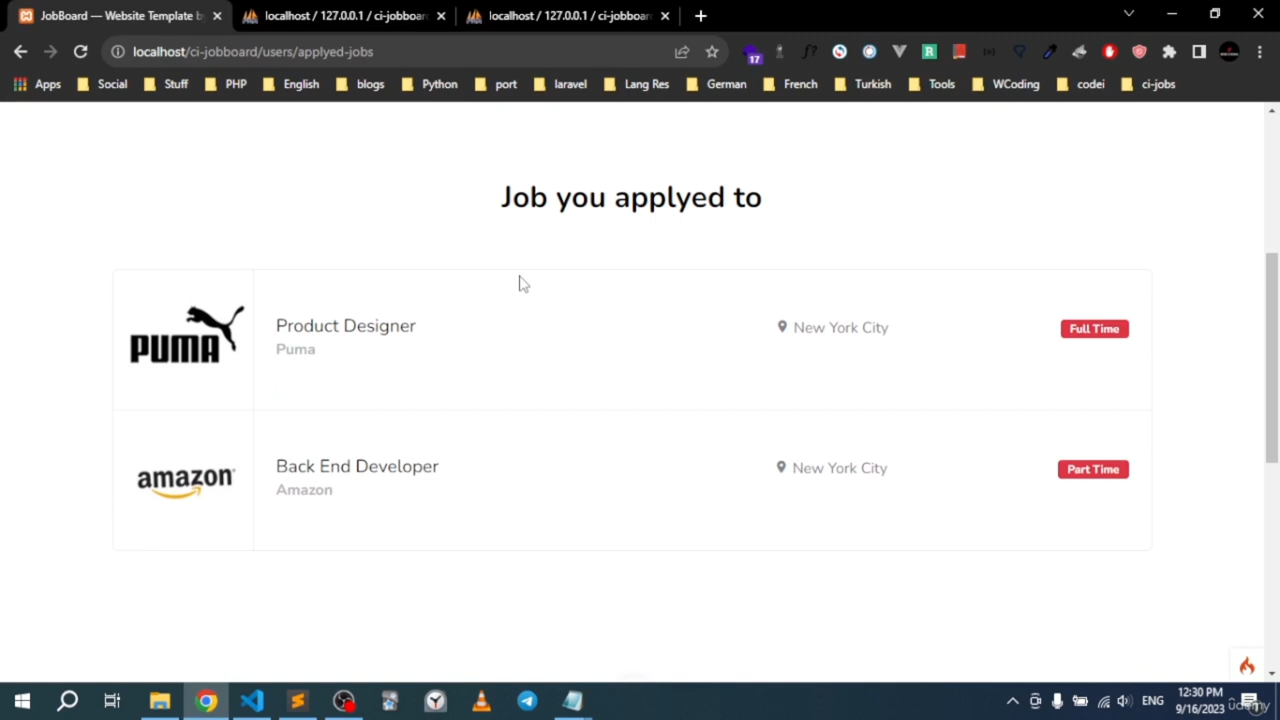 JobBoard — Website Template b
localhost / 127.0.0.1 / ci-jobboar
localhost / 127.0.0.1 / ci-jobboar
localhost/ci-jobboard/users/applyed-jobs
17
Apps
Social
Stuff
PHP
English
blogs
Python
port
laravel
Lang Res
German
French
Turkish
Tools
WCoding
codei
ci-jobs
Job you applyed to
PUMA
Product Designer
Puma
New York City
Full Time
amazon
Back End Developer
Amazon
New York City
Part Time
ENG
12:30 PM
9/16/2023
udemy